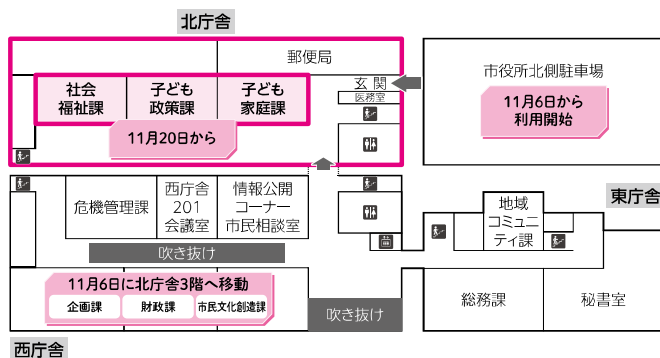 北庁舎
郵便局
玄関
医務室
社会
福祉課
子ども
政策課
子ども
家庭課
11月20日から
市役所北側駐車場
11月6日から
利用開始
危機管理課
西庁舎
201
会議室
情報公開
コーナー
市民相談室
吹き抜け
東庁舎
地域
コミュニ
ティ課
11月6日に北庁舎3階へ移動
企画課
財政課
市民文化創造課
吹き抜け
総務課
秘書室
西庁舎